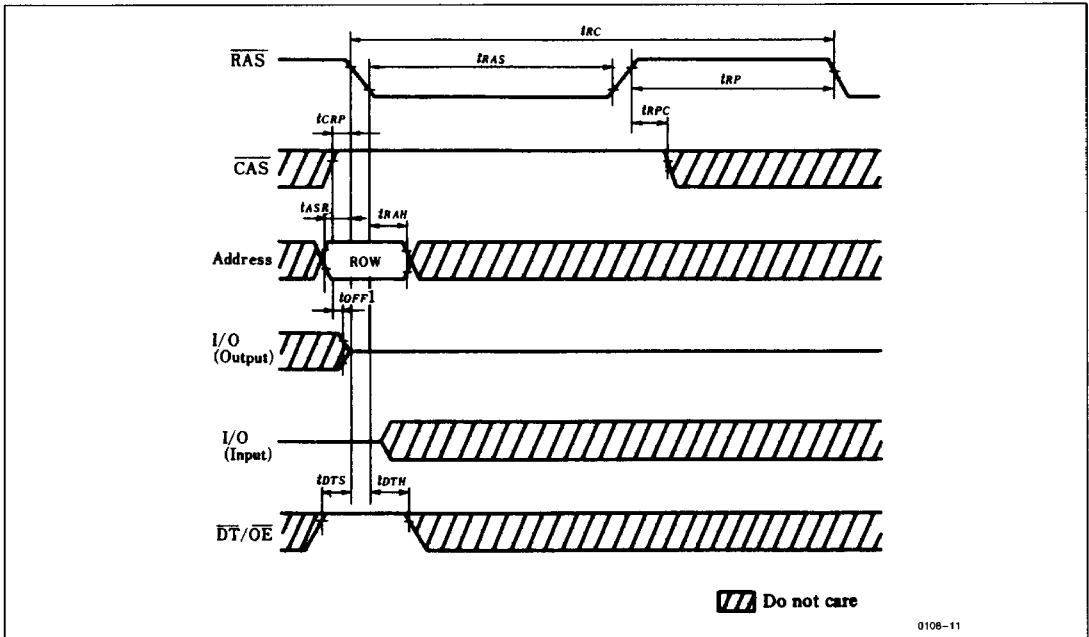 tRC
RAS
tRAS
tRP
tRPC
tCRP
CAS
tASR
tRAH
Address
ROW
tOFF1
I/O
(Output)
I/O
(Input)
tDTS
tDTH
DT/OE
Do not care
0108-11